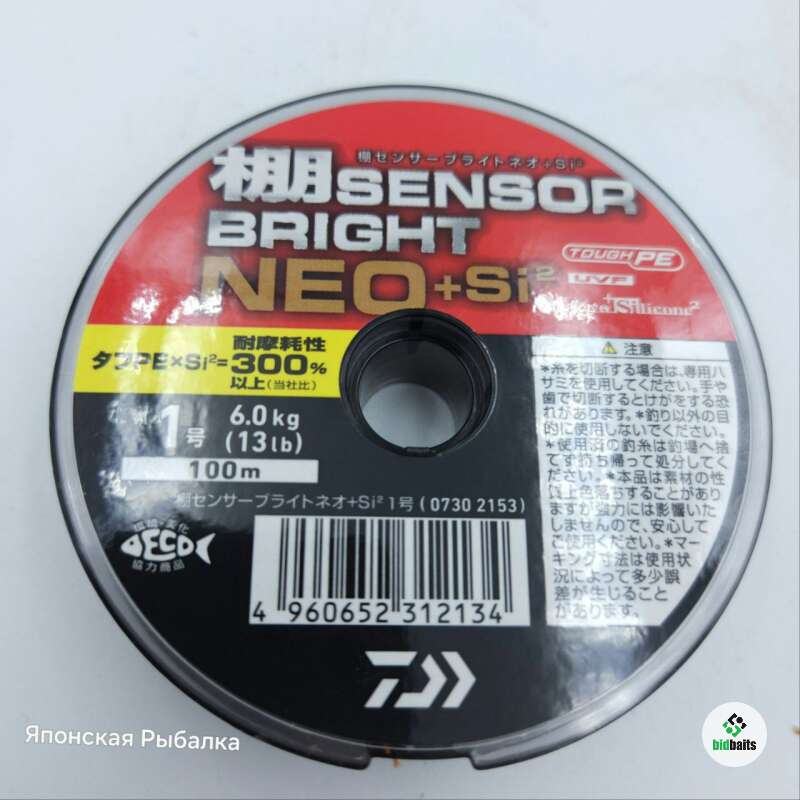 棚センサーブライトネオ+Si²
棚SENSOR
BRIGHT
NEO+Si²
TOUGH PE
UVF
+Silicone²
タフPE×Si²=
耐摩耗性
300%
以上(当社比)
1号
6.0kg
(13lb)
100m
棚センサーブライトネオ+Si² 1号(0730 2153)
環境・美化
DECO
協力商品
4 960652 312134
注意
*糸を切断する場合は、専用ハ
サミを使用してください。手や
歯で切断するとけがをする恐
れがあります。*釣り以外の目
的に使用しないでください。
*使用済の釣糸は釣場へ捨
てず持ち帰って処分してく
ださい。*本品は素材の性
質上色落ちすることがあり
ますが強力には影響いた
しませんので、安心して
ご使用ください。*マー
キング寸法は使用状
況によって多少誤
差が生じること
があります。
Японская Рыбалка
bidbaits